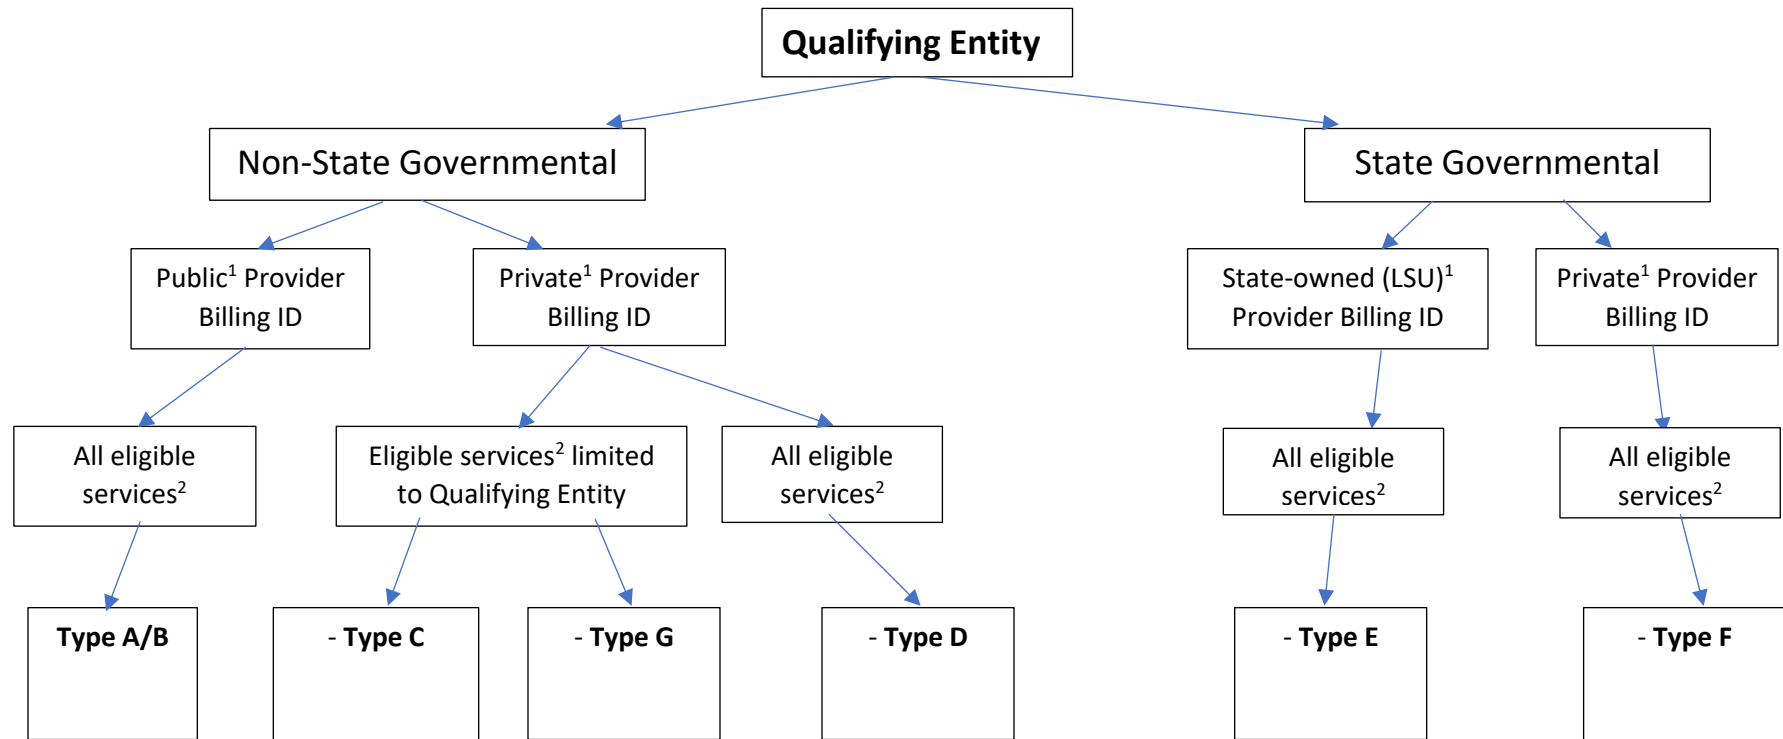 Qualifying Entity
Non-State Governmental
State Governmental
Public¹ Provider
Billing ID
Private¹ Provider
Billing ID
State-owned (LSU)¹
Provider Billing ID
Private¹ Provider
Billing ID
All eligible
services²
Eligible services² limited
to Qualifying Entity
All eligible
services²
All eligible
services²
All eligible
services²
Type A/B
- Type C
- Type G
- Type D
- Type E
- Type F